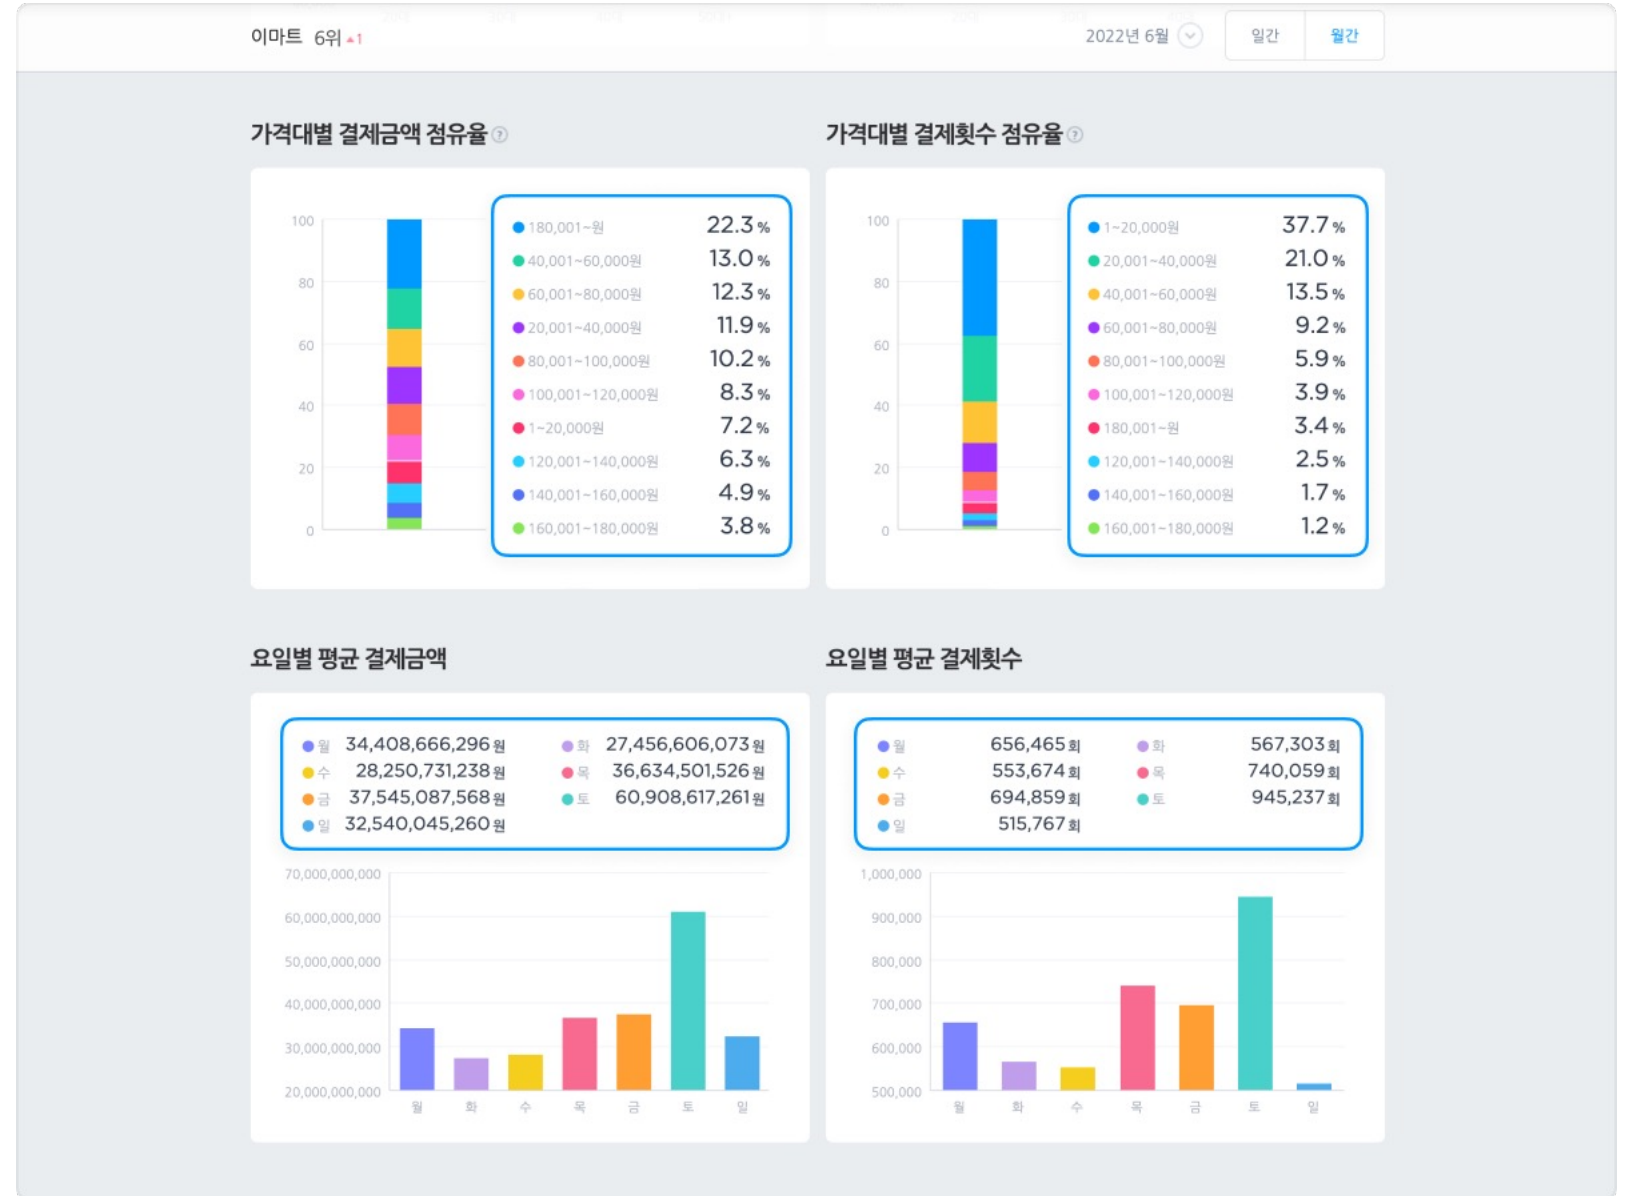 이마트 6위 ▲1
2022년 6월
일간 월간
가격대별 결제금액 점유율 ?
100
80
60
40
20
0
180,001~원 22.3 %
40,001~60,000원 13.0 %
60,001~80,000원 12.3 %
20,001~40,000원 11.9 %
80,001~100,000원 10.2 %
100,001~120,000원 8.3 %
1~20,000원 7.2 %
120,001~140,000원 6.3 %
140,001~160,000원 4.9 %
160,001~180,000원 3.8 %
가격대별 결제횟수 점유율 ?
100
80
60
40
20
0
1~20,000원 37.7 %
20,001~40,000원 21.0 %
40,001~60,000원 13.5 %
60,001~80,000원 9.2 %
80,001~100,000원 5.9 %
100,001~120,000원 3.9 %
180,001~원 3.4 %
120,001~140,000원 2.5 %
140,001~160,000원 1.7 %
160,001~180,000원 1.2 %
요일별 평균 결제금액
월 34,408,666,296원 화 27,456,606,073원
수 28,250,731,238원 목 36,634,501,526원
금 37,545,087,568원 토 60,908,617,261원
일 32,540,045,260원
70,000,000,000
60,000,000,000
50,000,000,000
40,000,000,000
30,000,000,000
20,000,000,000
월 화 수 목 금 토 일
요일별 평균 결제횟수
월 656,465회 화 567,303회
수 553,674회 목 740,059회
금 694,859회 토 945,237회
일 515,767회
1,000,000
900,000
800,000
700,000
600,000
500,000
월 화 수 목 금 토 일